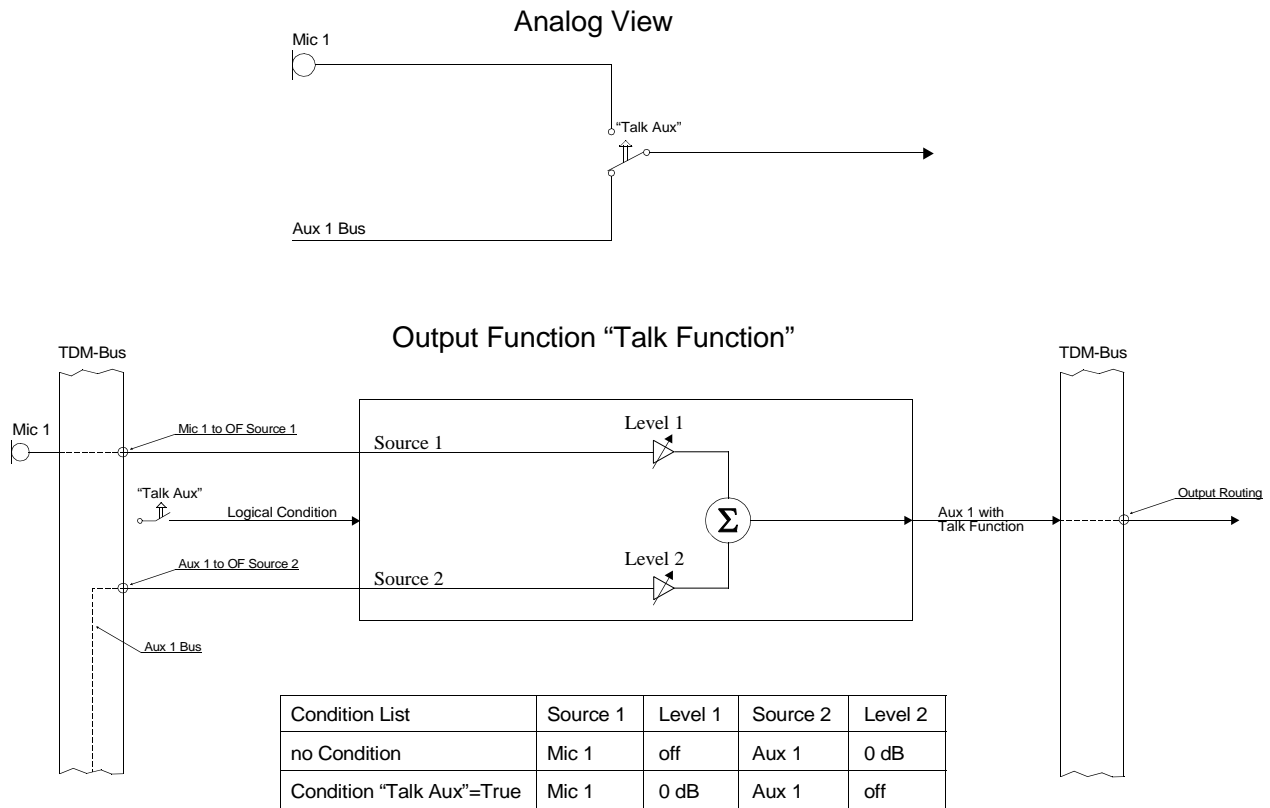 Analog View
Mic 1
“Talk Aux”
Aux 1 Bus
Output Function “Talk Function”
TDM-Bus
TDM-Bus
Mic 1
Mic 1 to OF Source 1
Source 1
Level 1
“Talk Aux”
Logical Condition
Σ
Aux 1 with
Talk Function
Output Routing
Aux 1 to OF Source 2
Source 2
Level 2
Aux 1 Bus
Condition List Source 1 Level 1 Source 2 Level 2
no Condition Mic 1 off Aux 1 0 dB
Condition “Talk Aux”=True Mic 1 0 dB Aux 1 off